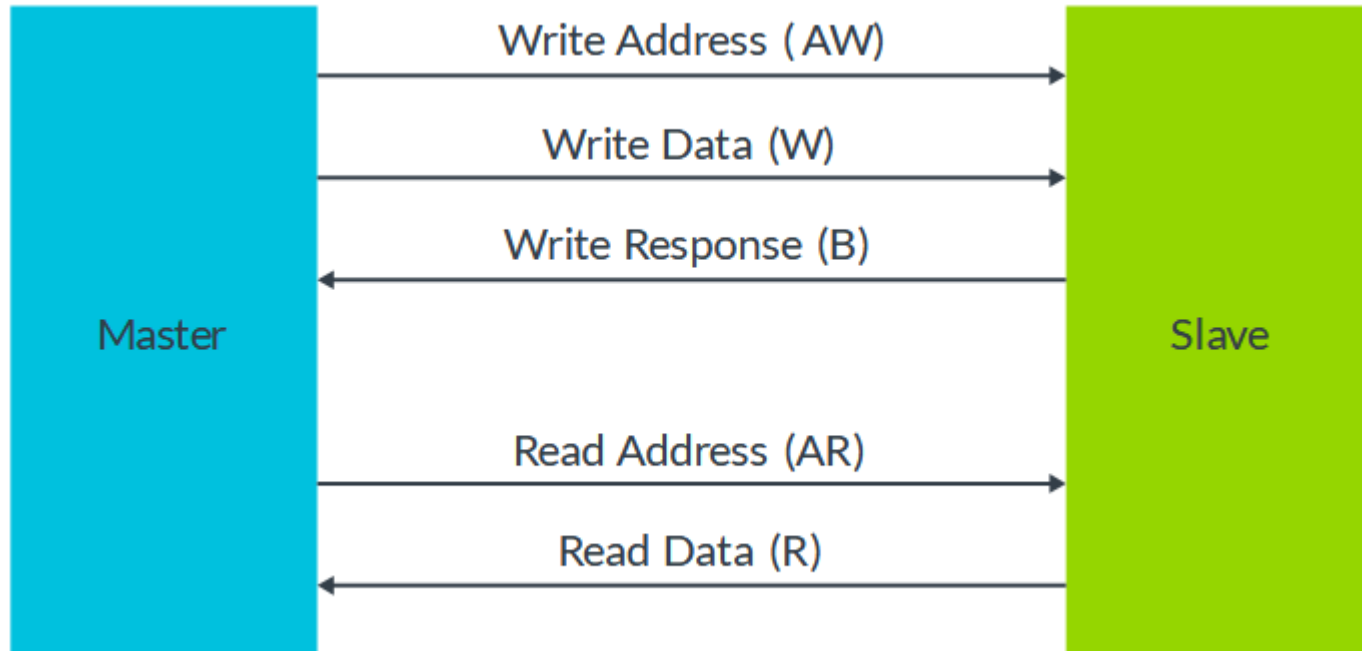 Write Address ( AW)
Write Data (W)
Write Response (B)
Master
Slave
Read Address (AR)
Read Data (R)